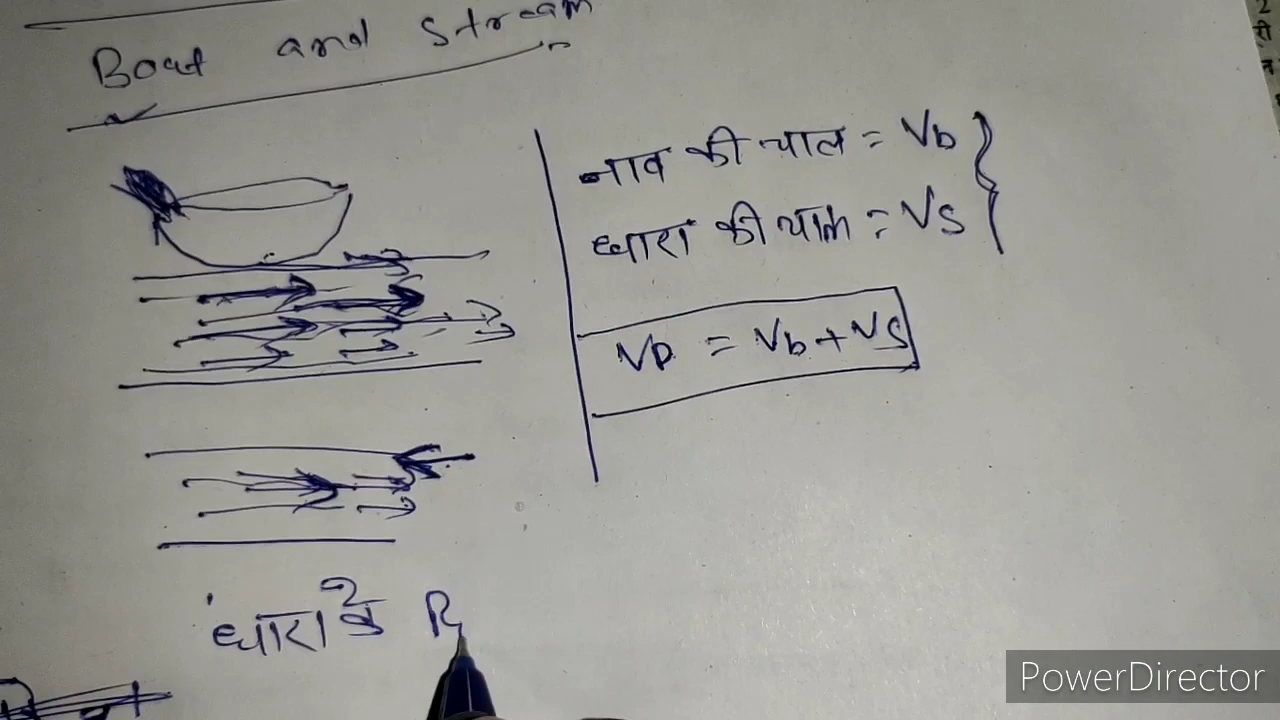 Boat and Stream
नाव की चाल = Vb
धारा की चाल = Vs
VD = Vb + Vs
धारा के
PowerDirector